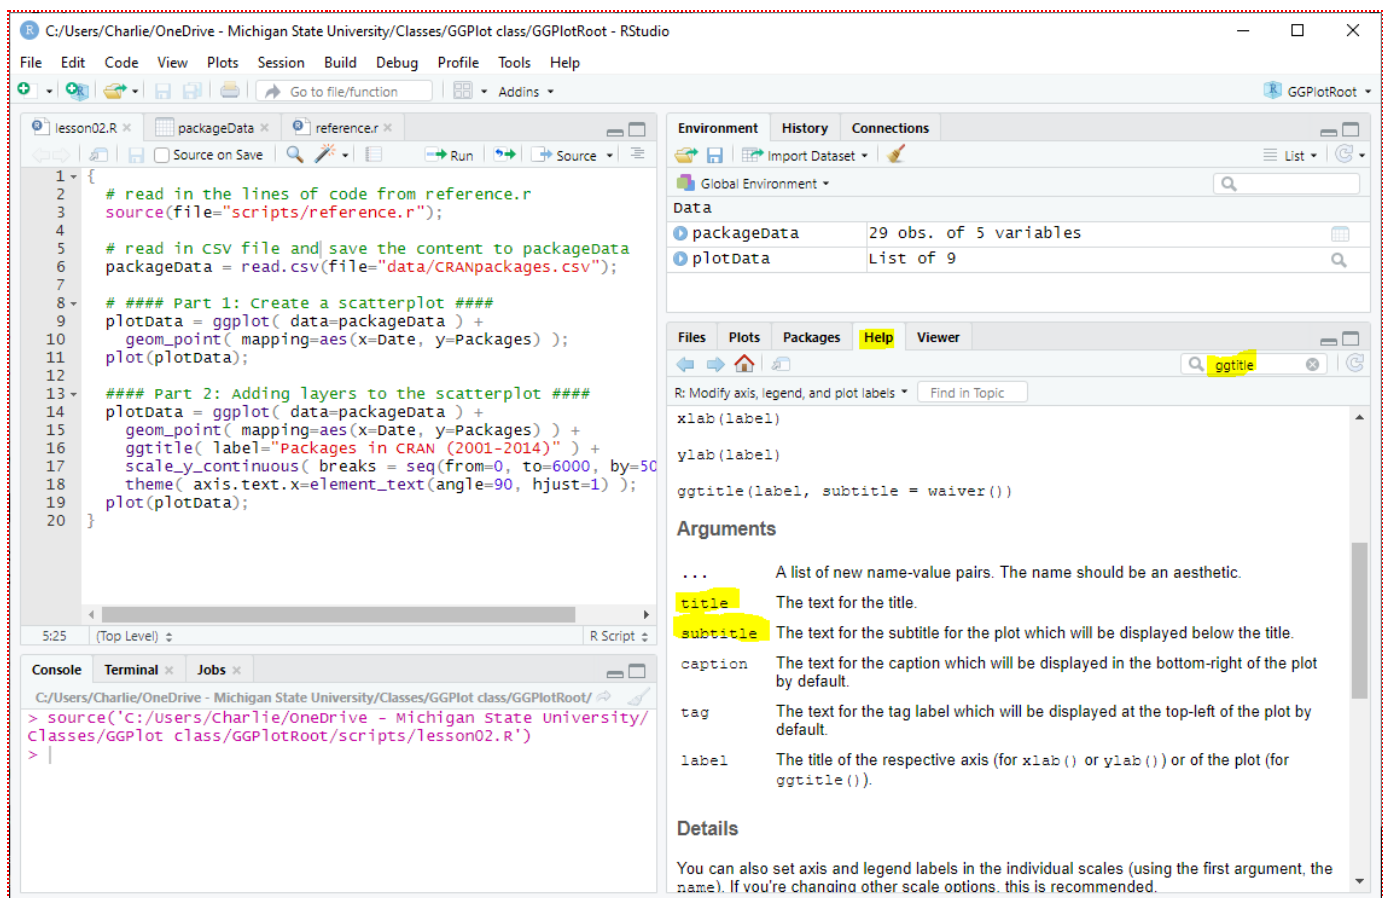 C:/Users/Charlie/OneDrive - Michigan State University/Classes/GGPlot class/GGPlotRoot - RStudio
File Edit Code View Plots Session Build Debug Profile Tools Help
Go to file/function Addins GGPlotRoot
lesson02.R packageData reference.r
Source on Save Run Source
1 {
2 # read in the lines of code from reference.r
3 source(file="scripts/reference.r");
4
5 # read in CSV file and save the content to packageData
6 packageData = read.csv(file="data/CRANpackages.csv");
7
8 # #### Part 1: Create a scatterplot ####
9 plotData = ggplot( data=packageData ) +
10 geom_point( mapping=aes(x=Date, y=Packages) );
11 plot(plotData);
12
13 #### Part 2: Adding layers to the scatterplot ####
14 plotData = ggplot( data=packageData ) +
15 geom_point( mapping=aes(x=Date, y=Packages) ) +
16 ggtitle( label="Packages in CRAN (2001-2014)" ) +
17 scale_y_continuous( breaks = seq(from=0, to=6000, by=50
18 theme( axis.text.x=element_text(angle=90, hjust=1) );
19 plot(plotData);
20 }
5:25 (Top Level) R Script
Console Terminal Jobs
C:/Users/Charlie/OneDrive - Michigan State University/Classes/GGPlot class/GGPlotRoot/
> source('C:/Users/Charlie/OneDrive - Michigan State University/
Classes/GGPlot class/GGPlotRoot/scripts/lesson02.R')
>
Environment History Connections
Import Dataset List
Global Environment
Data
packageData 29 obs. of 5 variables
plotData List of 9
Files Plots Packages Help Viewer
ggtitle
R: Modify axis, legend, and plot labels Find in Topic
xlab(label)
ylab(label)
ggtitle(label, subtitle = waiver())
Arguments
... A list of new name-value pairs. The name should be an aesthetic.
title The text for the title.
subtitle The text for the subtitle for the plot which will be displayed below the title.
caption The text for the caption which will be displayed in the bottom-right of the plot
by default.
tag The text for the tag label which will be displayed at the top-left of the plot by
default.
label The title of the respective axis (for xlab() or ylab()) or of the plot (for
ggtitle()).
Details
You can also set axis and legend labels in the individual scales (using the first argument, the
name). If you're changing other scale options, this is recommended.